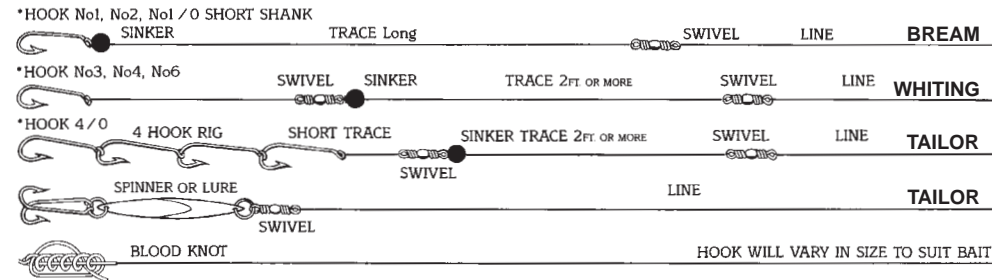 *HOOK No1, No2, No1/0 SHORT SHANK
SINKER TRACE Long SWIVEL LINE BREAM
*HOOK No3, No4, No6
SWIVEL SINKER TRACE 2FT. OR MORE SWIVEL LINE WHITING
*HOOK 4/0
4 HOOK RIG SHORT TRACE SINKER TRACE 2FT. OR MORE SWIVEL LINE TAILOR
SWIVEL
SPINNER OR LURE LINE TAILOR
SWIVEL
BLOOD KNOT HOOK WILL VARY IN SIZE TO SUIT BAIT